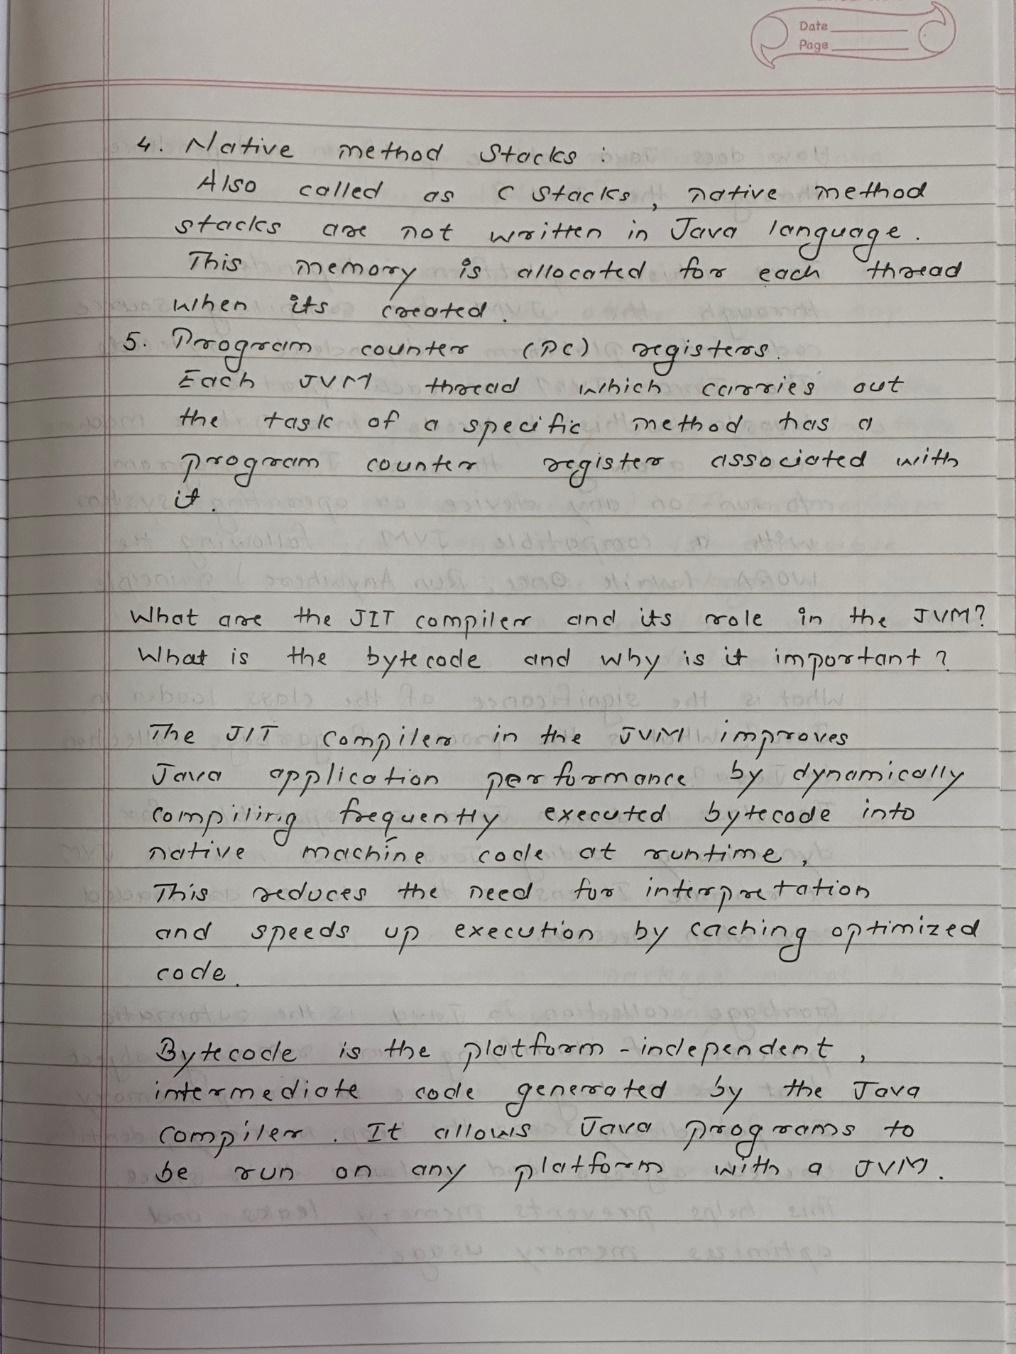 Date
Page
4. Native method Stacks :
Also called as C Stacks, native method
stacks are not written in Java language.
This memory is allocated for each thread
when its created.
5. Program counter (PC) registers.
Each JVM thread which carries out
the task of a specific method has a
program counter register associated with
it.
What are the JIT compiler and its role in the JVM?
What is the bytecode and why is it important?
The JIT compiler in the JVM improves
Java application performance by dynamically
compiling frequently executed bytecode into
native machine code at runtime,
This reduces the need for interpretation
and speeds up execution by caching optimized
code.
Bytecode is the platform-independent,
intermediate code generated by the Java
compiler. It allows Java programs to
be run on any platform with a JVM.